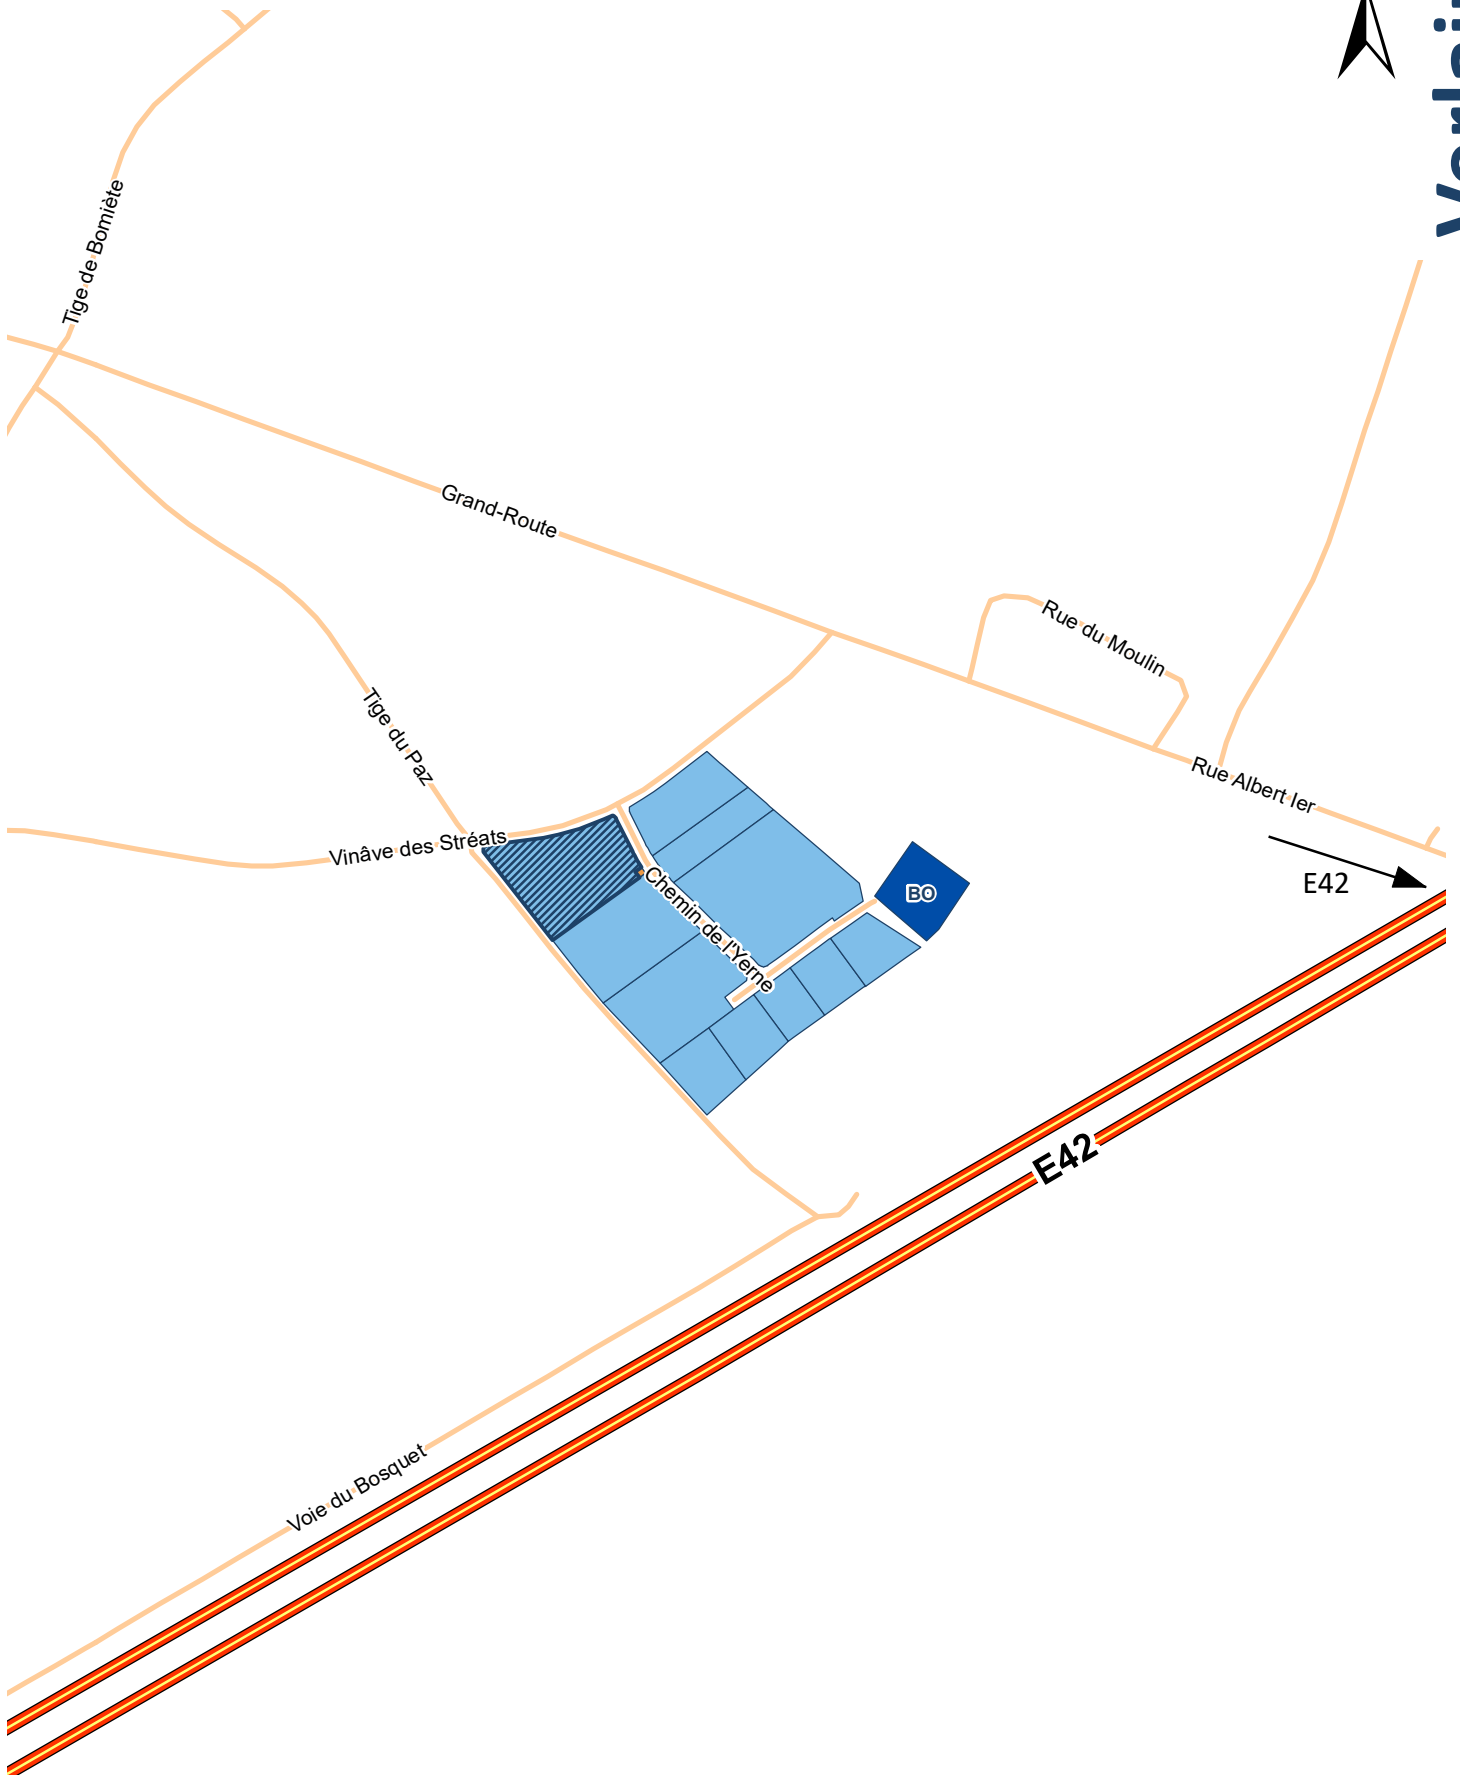 Tige de Bomiète
Grand-Route
Rue du Moulin
Tige du Paz
Rue Albert Ier
Vinâve des Stréats
Chemin de l'Yerne
BO
E42
E42
Voie du Bosquet